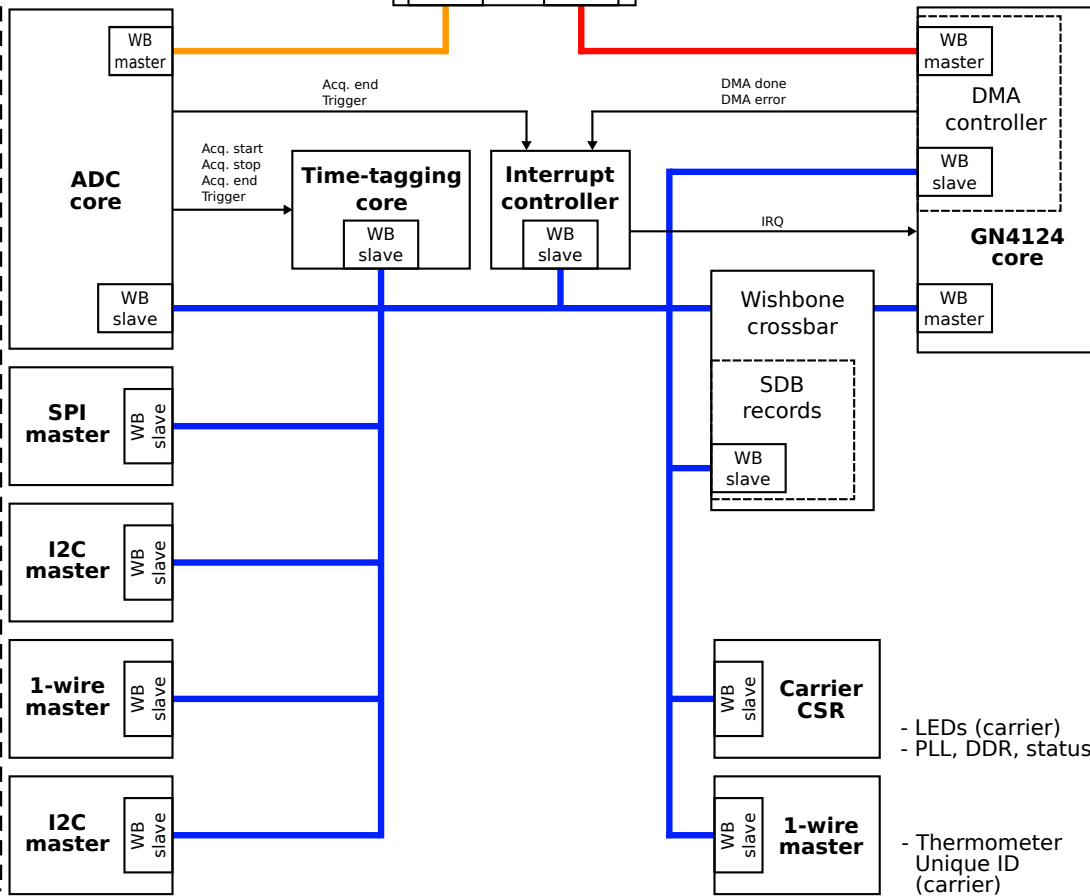 WB
master
WB
master
Acq. end
Trigger
DMA done
DMA error
DMA
controller
Acq. start
Acq. stop
Acq. end
Trigger
ADC
core
Time-tagging
core
WB
slave
Interrupt
controller
WB
slave
WB
slave
IRQ
GN4124
core
WB
slave
Wishbone
crossbar
WB
master
SDB
records
WB
slave
SPI
master
WB
slave
I2C
master
WB
slave
1-wire
master
WB
slave
WB
slave
Carrier
CSR
- LEDs (carrier)
- PLL, DDR, status
I2C
master
WB
slave
WB
slave
1-wire
master
- Thermometer
Unique ID
(carrier)